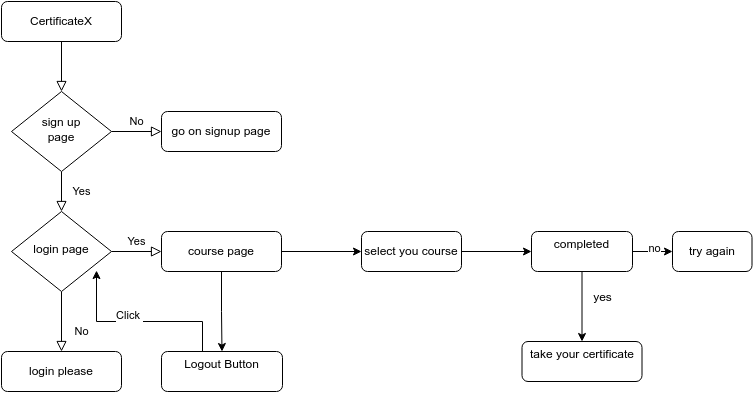 CertificateX
sign up
page
No
go on signup page
Yes
login page
Yes
course page
select you course
completed
no
try again
yes
Click
No
login please
Logout Button
take your certificate